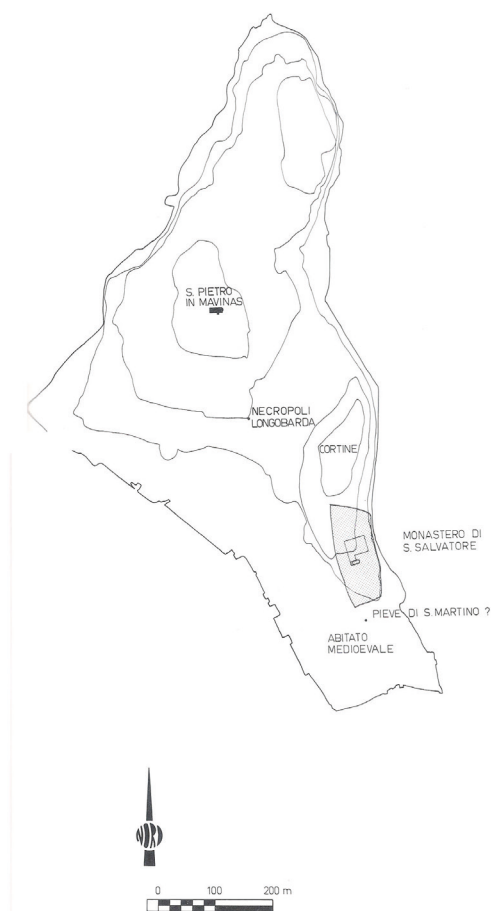 S. PIETRO
IN MAVINAS
NECROPOLI
LONGOBARDA
CORTINE
MONASTERO DI
S. SALVATORE
PIEVE DI S. MARTINO ?
ABITATO
MEDIOEVALE
NORD
0 100 200 m